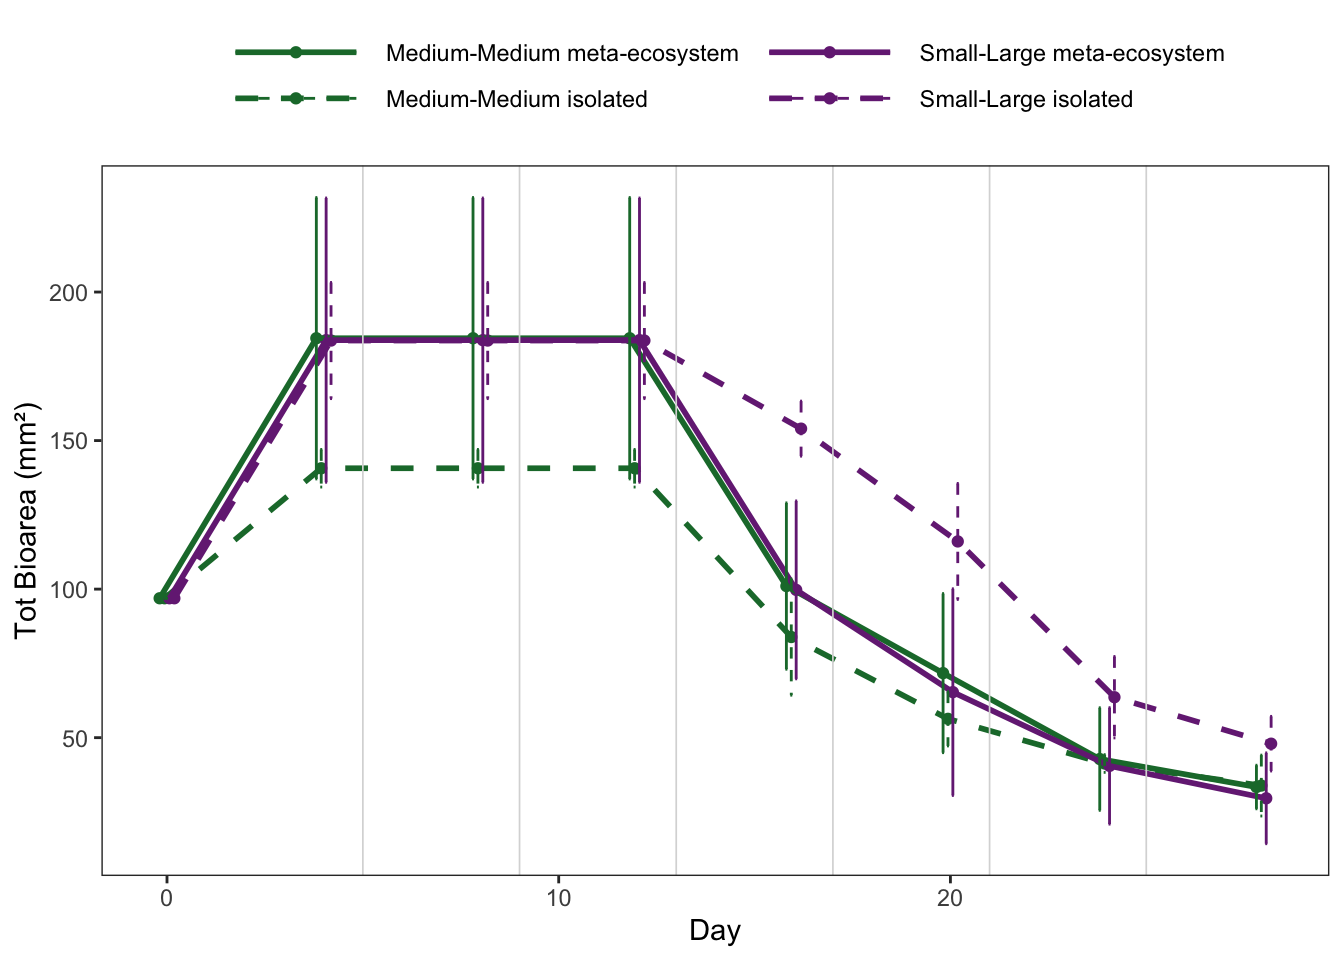 Medium-Medium meta-ecosystem
Small-Large meta-ecosystem
Medium-Medium isolated
Small-Large isolated
Tot Bioarea (mm²)
200
150
100
50
0
10
20
Day